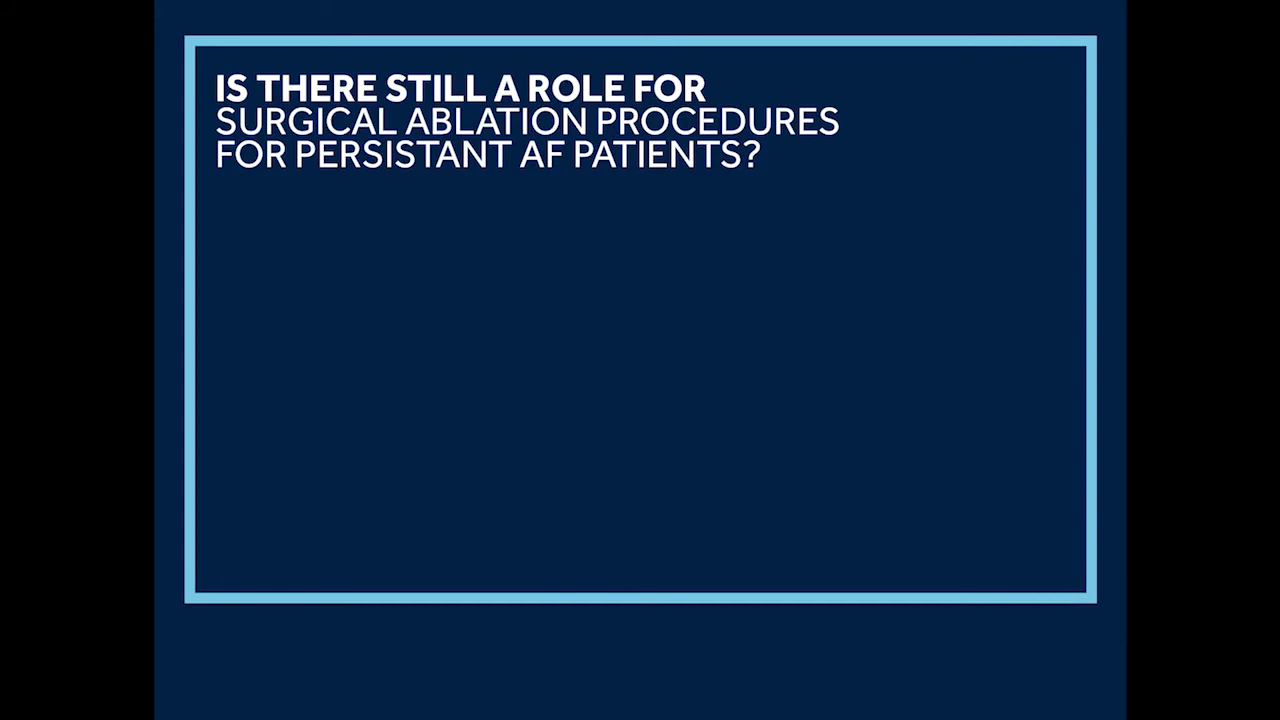 IS THERE STILL A ROLE FOR
SURGICAL ABLATION PROCEDURES
FOR PERSISTANT AF PATIENTS?